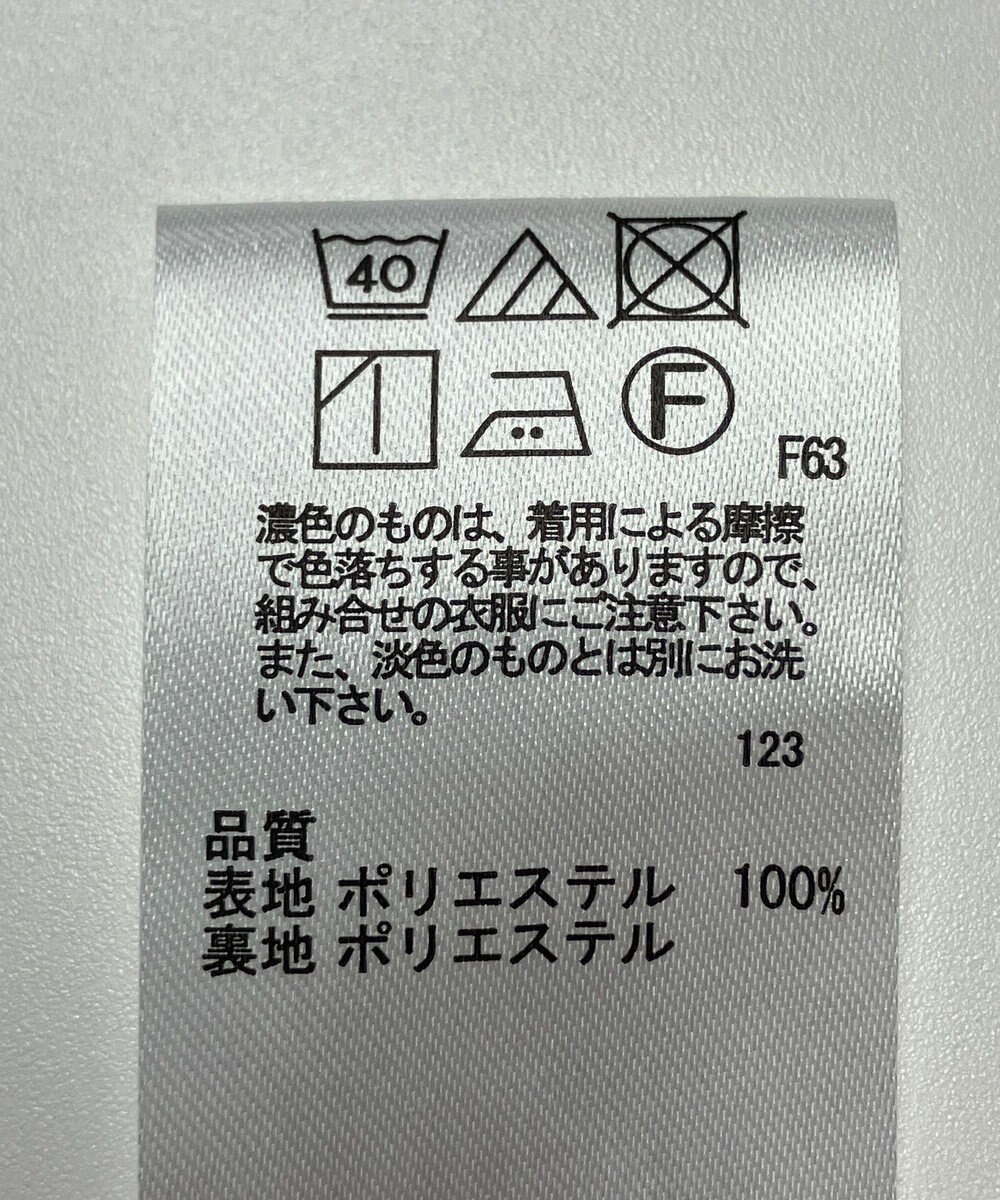 40
F
F63
濃色のものは、着用による摩擦
で色落ちする事がありますので、
組み合せの衣服にご注意下さい。
また、淡色のものとは別にお洗
い下さい。
123
品質
表地 ポリエステル 100%
裏地 ポリエステル